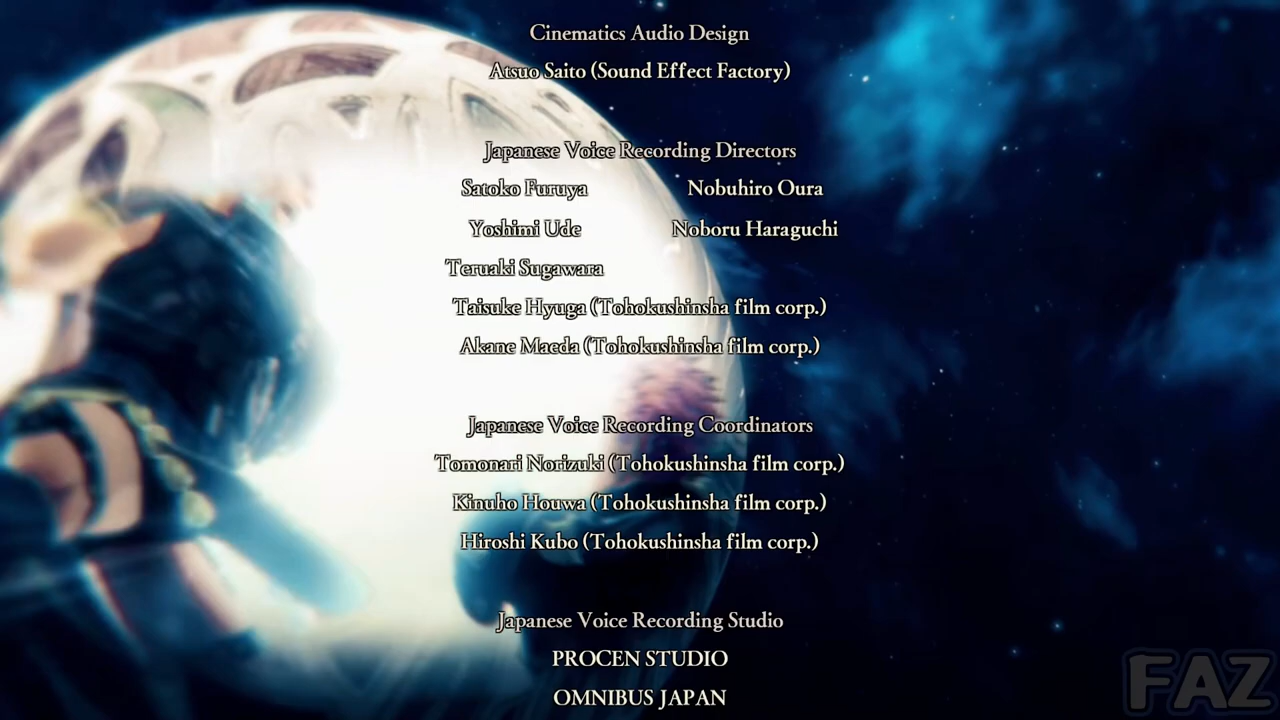 Cinematics Audio Design
Atsuo Saito (Sound Effect Factory)
Japanese Voice Recording Directors
Satoko Furuya Nobuhiro Oura
Yoshimi Ude Noboru Haraguchi
Teruaki Sugawara
Taisuke Hyuga (Tohokushinsha film corp.)
Akane Maeda (Tohokushinsha film corp.)
Japanese Voice Recording Coordinators
Tomonari Norizuki (Tohokushinsha film corp.)
Kinuho Houwa (Tohokushinsha film corp.)
Hiroshi Kubo (Tohokushinsha film corp.)
Japanese Voice Recording Studio
PROCEN STUDIO
OMNIBUS JAPAN
FAZ